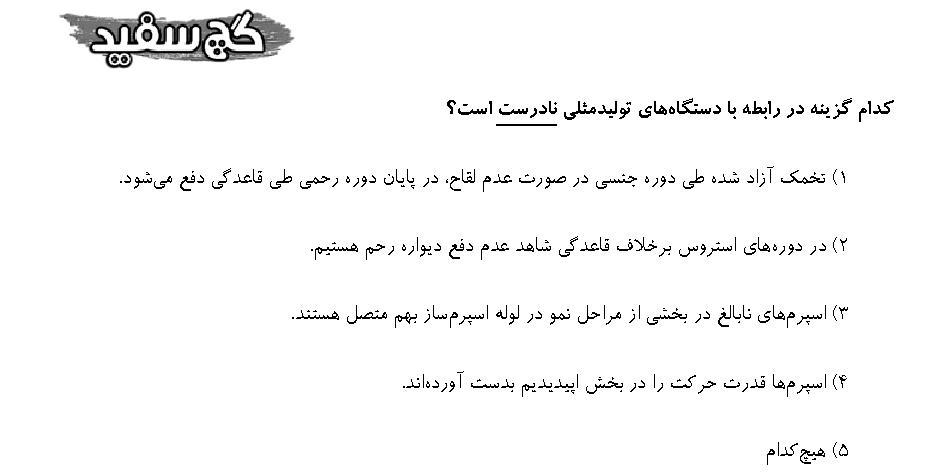 گچ سفید
کدام گزینه در رابطه با دستگاه‌های تولیدمثلی نادرست است؟
۱) تخمک آزاد شده طی دوره جنسی در صورت عدم لقاح، در پایان دوره رحمی طی قاعدگی دفع می‌شود.
۲) در دوره‌های استروس برخلاف قاعدگی شاهد عدم دفع دیواره رحم هستیم.
۳) اسپرم‌های نابالغ در بخشی از مراحل نمو در لوله اسپرم‌ساز بهم متصل هستند.
۴) اسپرم‌ها قدرت حرکت را در بخش اپیدیدیم بدست آورده‌اند.
۵) هیچ‌کدام